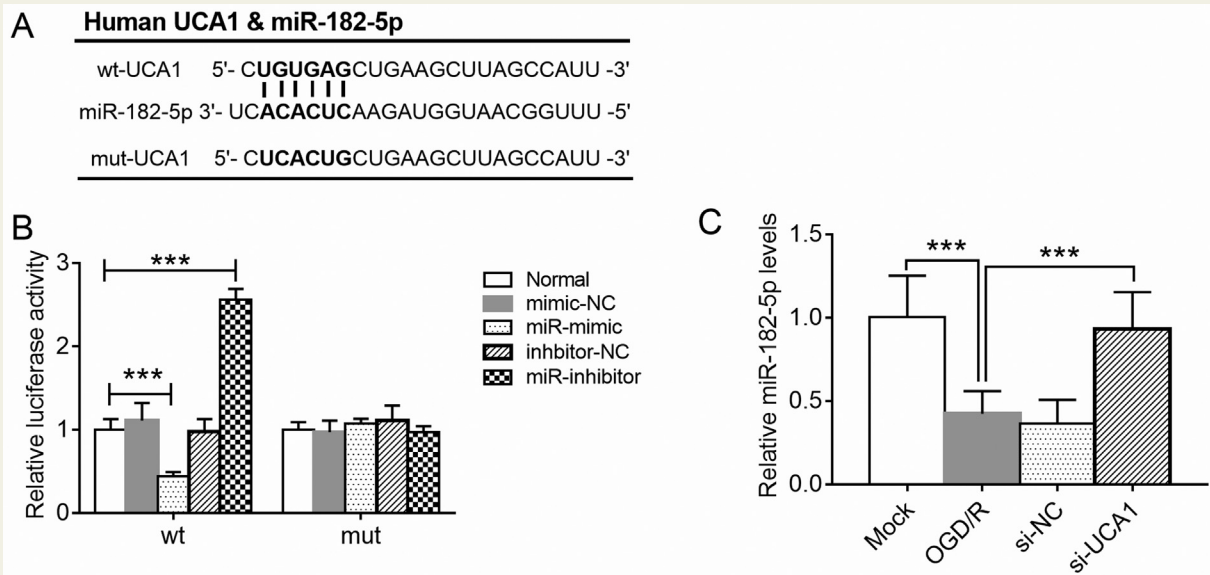 A
Human UCA1 & miR-182-5p
wt-UCA1 5'- CUGUGAGCUGAAGCUUAGCCAUU -3'
miR-182-5p 3'- UCACACUCAAGAUGGUAACGGUUU -5'
mut-UCA1 5'- CUCACUGCUGAAGCUUAGCCAUU -3'
B
Relative luciferase activity
3
2
1
0
***
***
wt
mut
Normal
mimic-NC
miR-mimic
inhbitor-NC
miR-inhibitor
C
Relative miR-182-5p levels
1.5
1.0
0.5
0.0
***
***
Mock
OGD/R
si-NC
si-UCA1